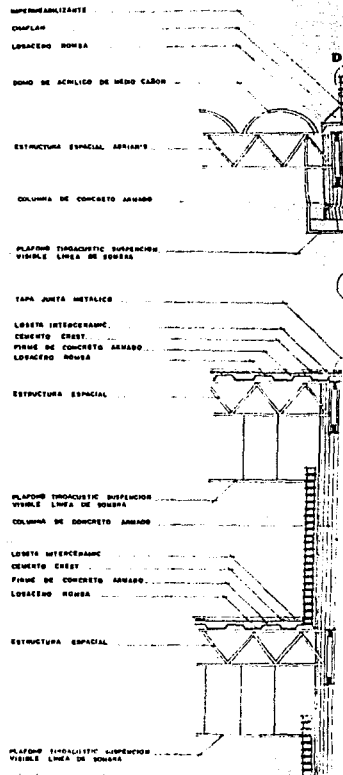 IMPERMEABILIZANTE
CHAFLAN
LOSACERO ROMSA
D
DOMO DE ACRILICO DE MEDIO CAÑON
ESTRUCTURA ESPACIAL
COLUMNA DE CONCRETO ARMADO
PLAFOND TIROACUSTIC SUSPENCION
VISIBLE LINEA DE SOMBRA
TAPA JUNTA METALICO
LOSETA INTERCERAMIC.
CEMENTO CREST.
FIRME DE CONCRETO ARMADO
LOSACERO ROMSA
ESTRUCTURA ESPACIAL
PLAFOND TIROACUSTIC SUSPENCION
VISIBLE LINEA DE SOMBRA
COLUMNA DE CONCRETO ARMADO
LOSETA INTERCERAMIC
CEMENTO CREST
FIRME DE CONCRETO ARMADO
LOSACERO ROMSA
ESTRUCTURA ESPACIAL
PLAFOND TIROACUSTIC SUSPENCION
VISIBLE LINEA DE SOMBRA